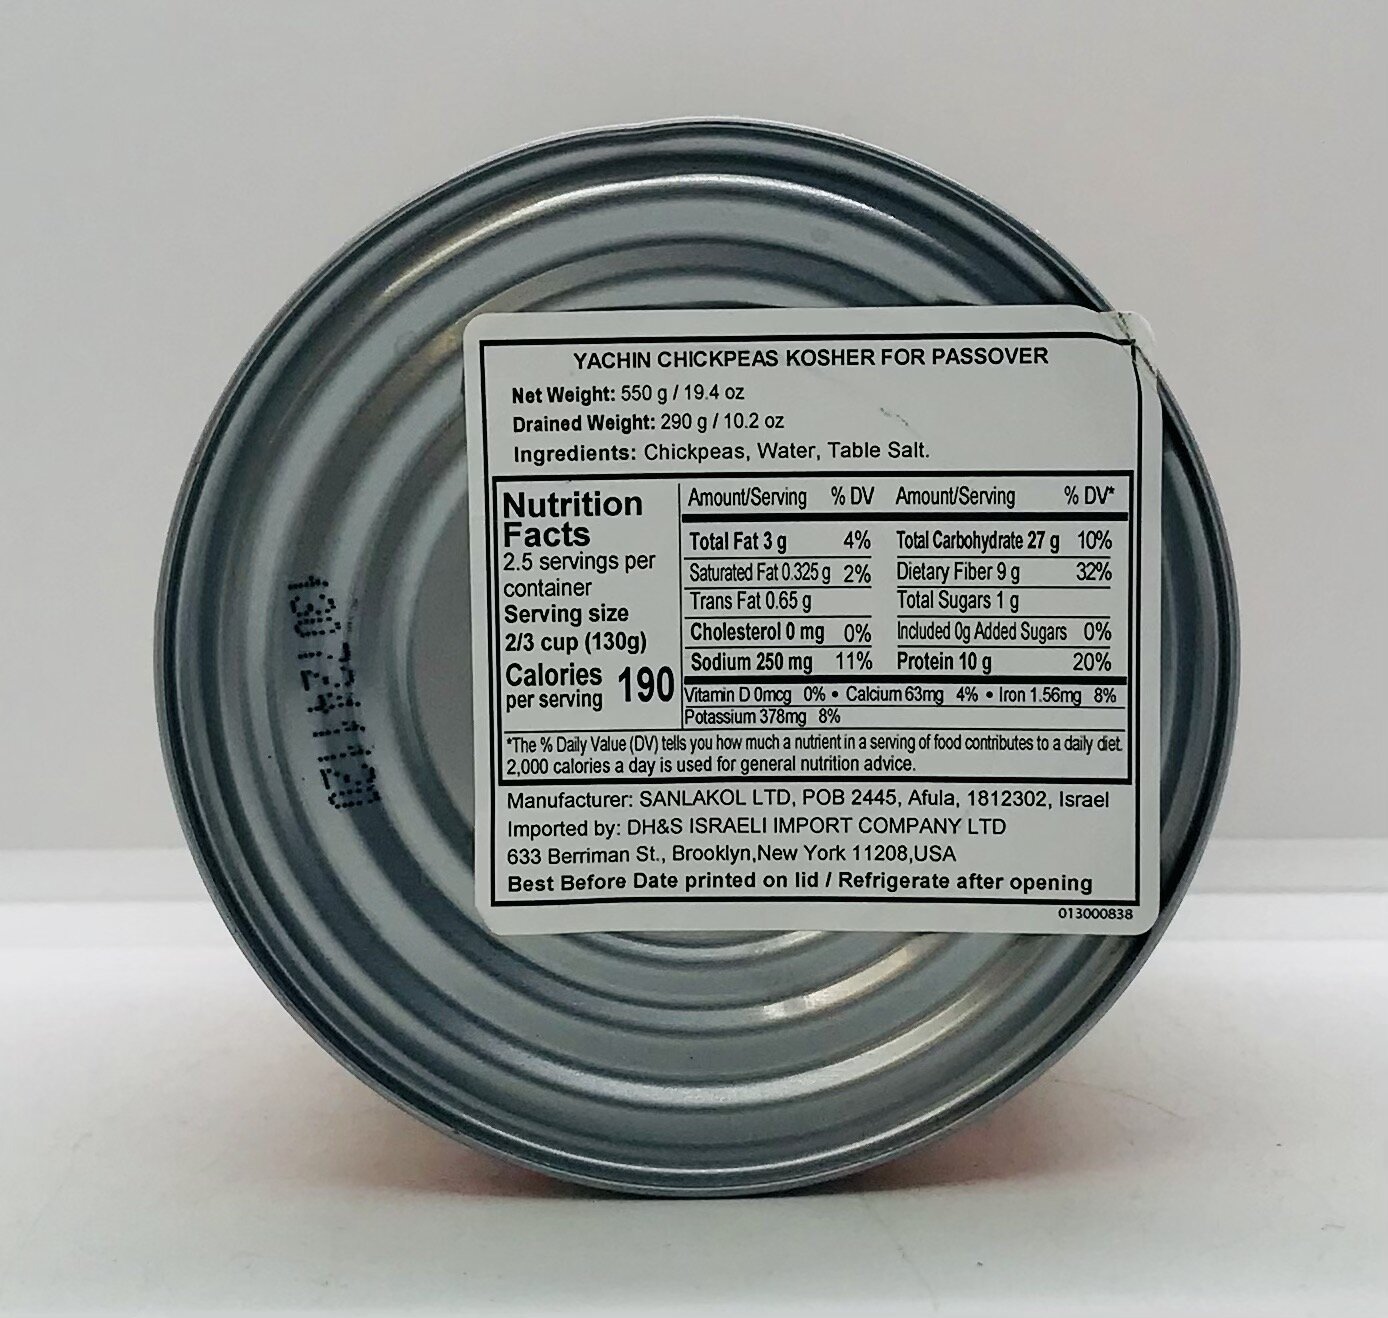 YACHIN CHICKPEAS KOSHER FOR PASSOVER
Net Weight: 550 g / 19.4 oz
Drained Weight: 290 g / 10.2 oz
Ingredients: Chickpeas, Water, Table Salt.
Nutrition
Facts
2.5 servings per
container
Serving size
2/3 cup (130g)
Calories
per serving 190
Amount/Serving % DV Amount/Serving % DV*
Total Fat 3 g 4% Total Carbohydrate 27 g 10%
Saturated Fat 0.325 g 2% Dietary Fiber 9 g 32%
Trans Fat 0.65 g Total Sugars 1 g
Cholesterol 0 mg 0% Included 0g Added Sugars 0%
Sodium 250 mg 11% Protein 10 g 20%
Vitamin D 0mcg 0% • Calcium 63mg 4% • Iron 1.56mg 8%
Potassium 378mg 8%
*The % Daily Value (DV) tells you how much a nutrient in a serving of food contributes to a daily diet.
2,000 calories a day is used for general nutrition advice.
Manufacturer: SANLAKOL LTD, POB 2445, Afula, 1812302, Israel
Imported by: DH&S ISRAELI IMPORT COMPANY LTD
633 Berriman St., Brooklyn,New York 11208,USA
Best Before Date printed on lid / Refrigerate after opening
013000838